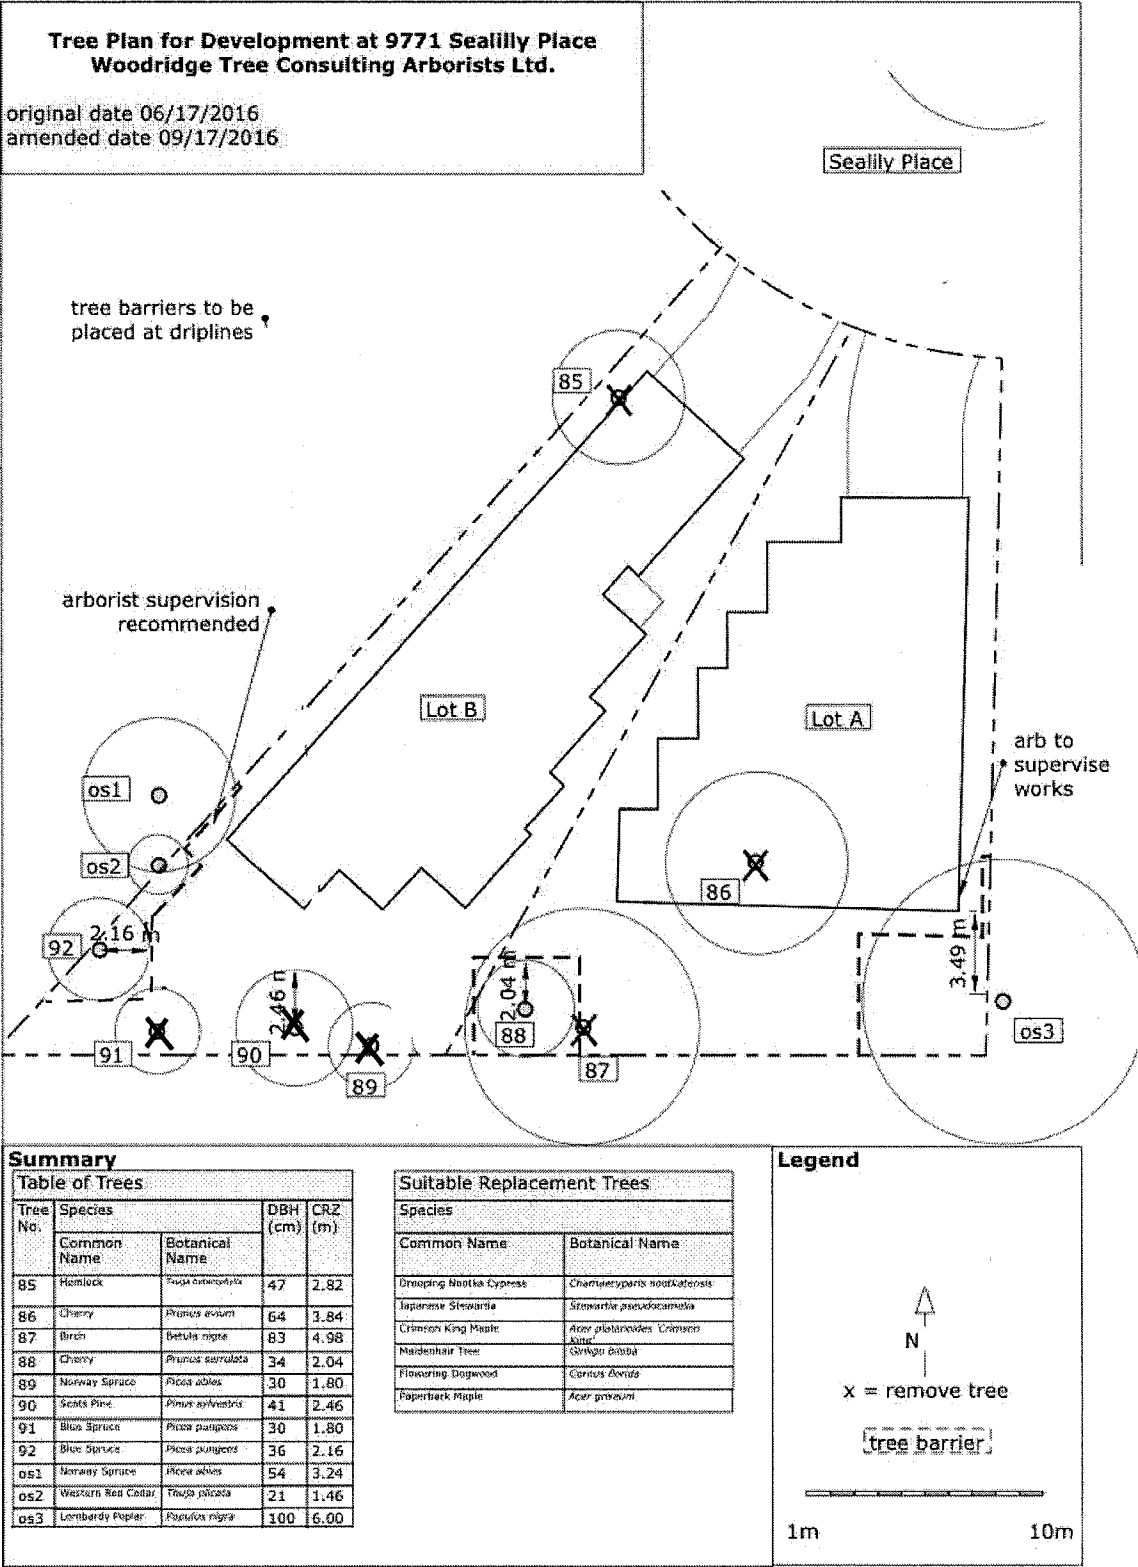 Tree Plan for Development at 9771 Sealilly Place
Woodridge Tree Consulting Arborists Ltd.
original date 06/17/2016
amended date 09/17/2016
Sealily Place
tree barriers to be
placed at driplines
85
arborist supervision
recommended
Lot B
Lot A
arb to
supervise
works
os1
os2
86
92
2.16 m
2.46
2.04 m
3.49 m
88
os3
91
90
87
89
Summary
Table of Trees
Tree No. Species DBH (cm) CRZ (m)
Common Name Botanical Name
85 Hemlock 47 2.82
86 Cherry Prunus avium 64 3.84
87 Birch Betula nigra 83 4.98
88 Cherry Prunus serrulata 34 2.04
89 Norway Spruce Picea abies 30 1.80
90 Scots Pine Pinus sylvestris 41 2.46
91 Blue Spruce Picea pungens 30 1.80
92 Blue Spruce Picea pungens 36 2.16
os1 Norway Spruce Picea abies 54 3.24
os2 Western Red Cedar Thuja plicata 21 1.46
os3 Lombardy Poplar Populus nigra 100 6.00
Suitable Replacement Trees
Species
Common Name Botanical Name
Drooping Nootka Cypress Chamaecyparis nootkatensis
Japanese Stewartia Stewartia pseudocamelia
Crimson King Maple Acer platanoides 'Crimson
King'
Maidenhair Tree Ginkgo biloba
Flowering Dogwood Cornus florida
Paperbark Maple Acer griseum
Legend
N
x = remove tree
tree barrier
1m 10m